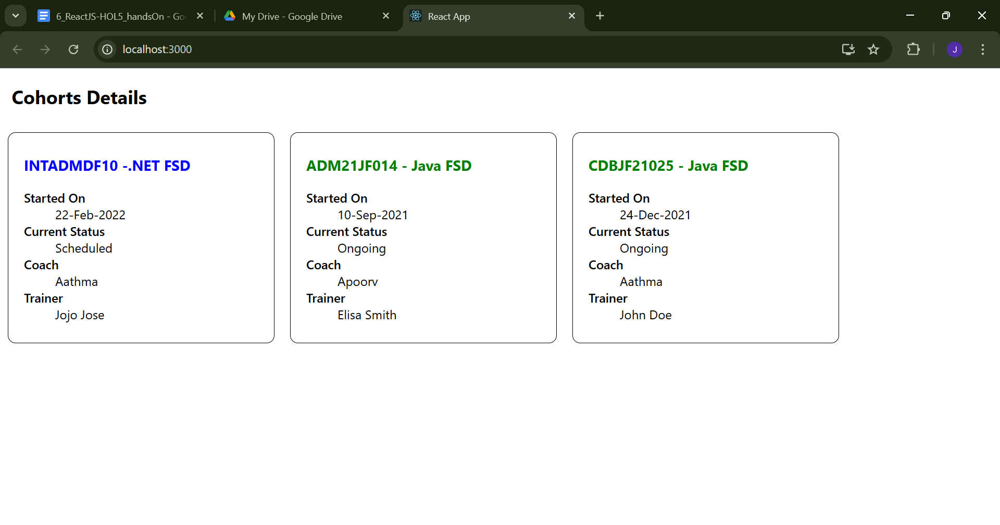 6_ReactJS-HOL5_handsOn - Go
My Drive - Google Drive
React App
localhost:3000
J
Cohorts Details
INTADMDF10 -.NET FSD
Started On
22-Feb-2022
Current Status
Scheduled
Coach
Aathma
Trainer
Jojo Jose
ADM21JF014 - Java FSD
Started On
10-Sep-2021
Current Status
Ongoing
Coach
Apoorv
Trainer
Elisa Smith
CDBJF21025 - Java FSD
Started On
24-Dec-2021
Current Status
Ongoing
Coach
Aathma
Trainer
John Doe